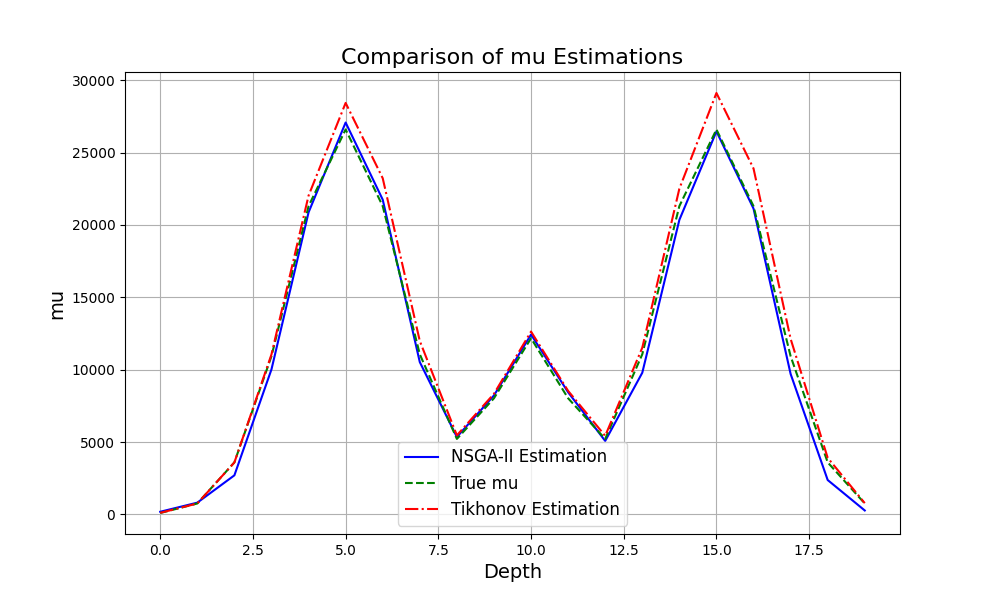 Comparison of mu Estimations
30000
25000
20000
15000
10000
5000
0
mu
NSGA-II Estimation
True mu
Tikhonov Estimation
0.0 2.5 5.0 7.5 10.0 12.5 15.0 17.5
Depth